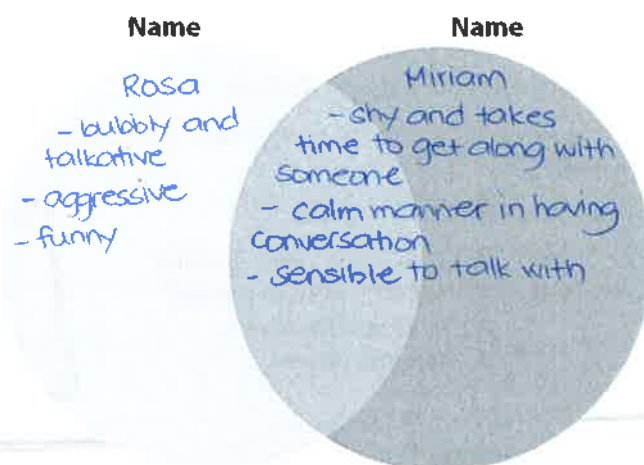 Name
Rosa
- bubbly and
talkative
- aggressive
- funny
Name
Miriam
- shy and takes
time to get along with
someone
- calm manner in having
conversation
- sensible to talk with